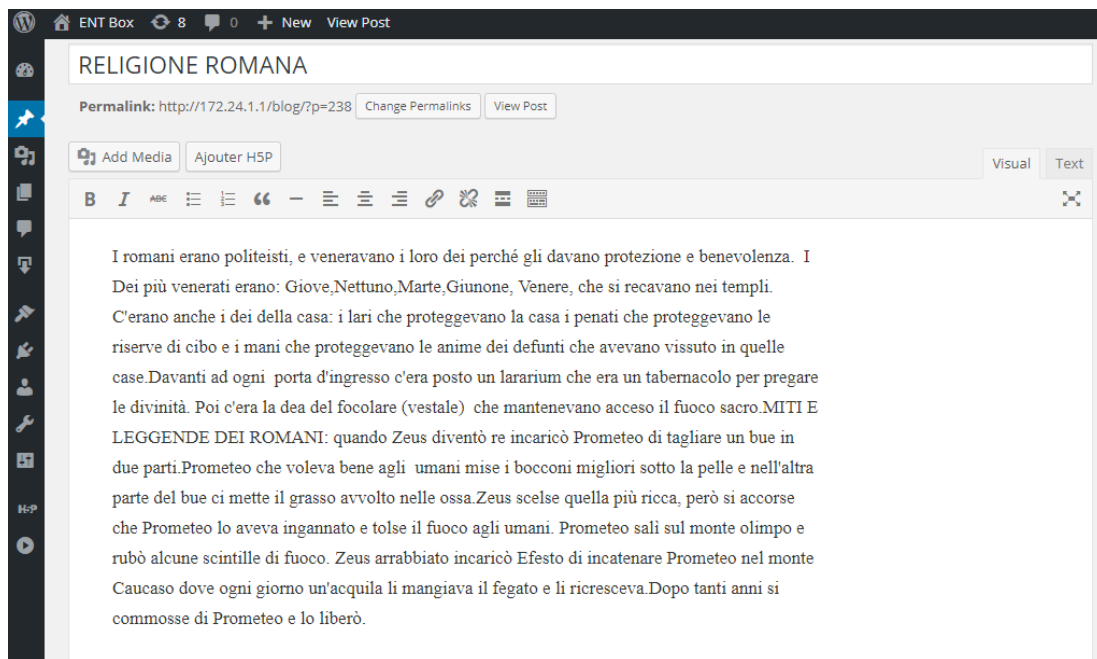 ENT Box 8 0 + New View Post
RELIGIONE ROMANA
Permalink: http://172.24.1.1/blog/?p=238 Change Permalinks View Post
Add Media Ajouter H5P Visual Text
B I ABE
I romani erano politeisti, e veneravano i loro dei perché gli davano protezione e benevolenza.  I
Dei più venerati erano: Giove,Nettuno,Marte,Giunone, Venere, che si recavano nei templi.
C'erano anche i dei della casa: i lari che proteggevano la casa i penati che proteggevano le
riserve di cibo e i mani che proteggevano le anime dei defunti che avevano vissuto in quelle
case.Davanti ad ogni  porta d'ingresso c'era posto un lararium che era un tabernacolo per pregare
le divinità. Poi c'era la dea del focolare (vestale)  che mantenevano acceso il fuoco sacro.MITI E
LEGGENDE DEI ROMANI: quando Zeus diventò re incaricò Prometeo di tagliare un bue in
due parti.Prometeo che voleva bene agli  umani mise i bocconi migliori sotto la pelle e nell'altra
parte del bue ci mette il grasso avvolto nelle ossa.Zeus scelse quella più ricca, però si accorse
che Prometeo lo aveva ingannato e tolse il fuoco agli umani. Prometeo salì sul monte olimpo e
rubò alcune scintille di fuoco. Zeus arrabbiato incaricò Efesto di incatenare Prometeo nel monte
Caucaso dove ogni giorno un'acquila li mangiava il fegato e li ricresceva.Dopo tanti anni si
commosse di Prometeo e lo liberò.
H5P